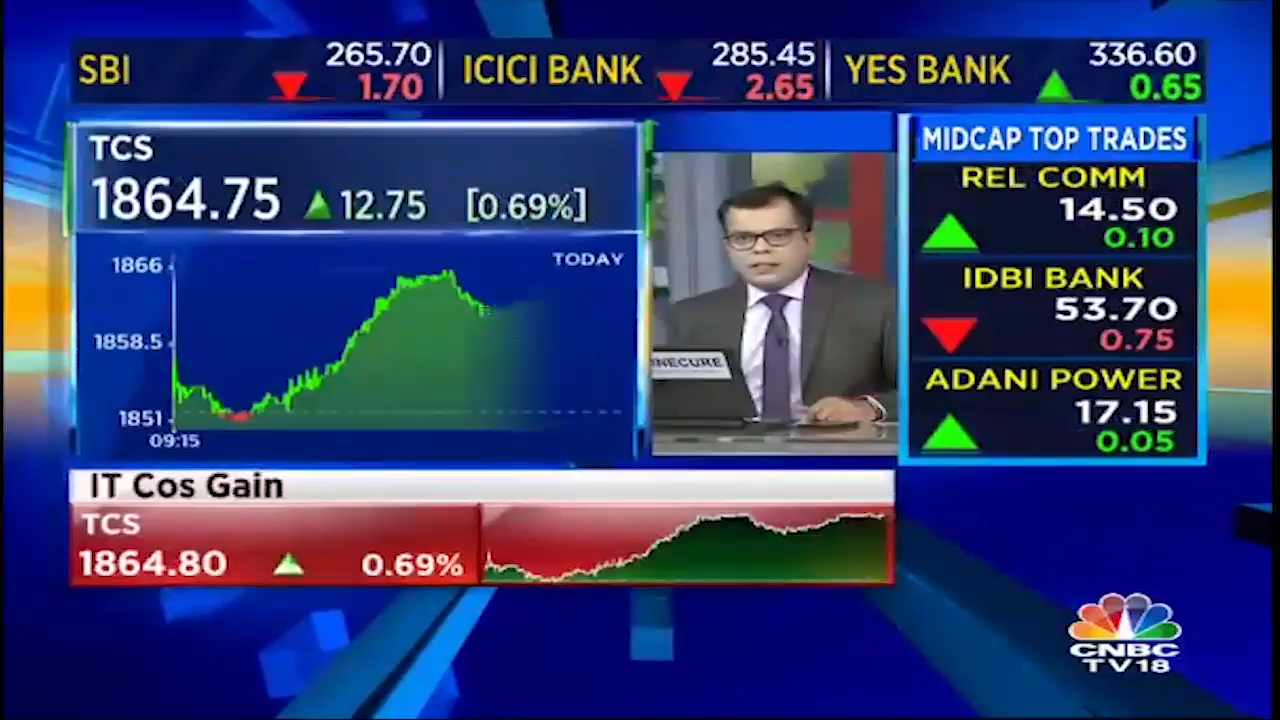 SBI 265.70 1.70
ICICI BANK 285.45 2.65
YES BANK 336.60 0.65
TCS
1864.75 12.75 [0.69%]
TODAY
1866
1858.5
1851
09:15
MIDCAP TOP TRADES
REL COMM
14.50
0.10
IDBI BANK
53.70
0.75
ADANI POWER
17.15
0.05
IT Cos Gain
TCS
1864.80 0.69%
CNBC
TV18